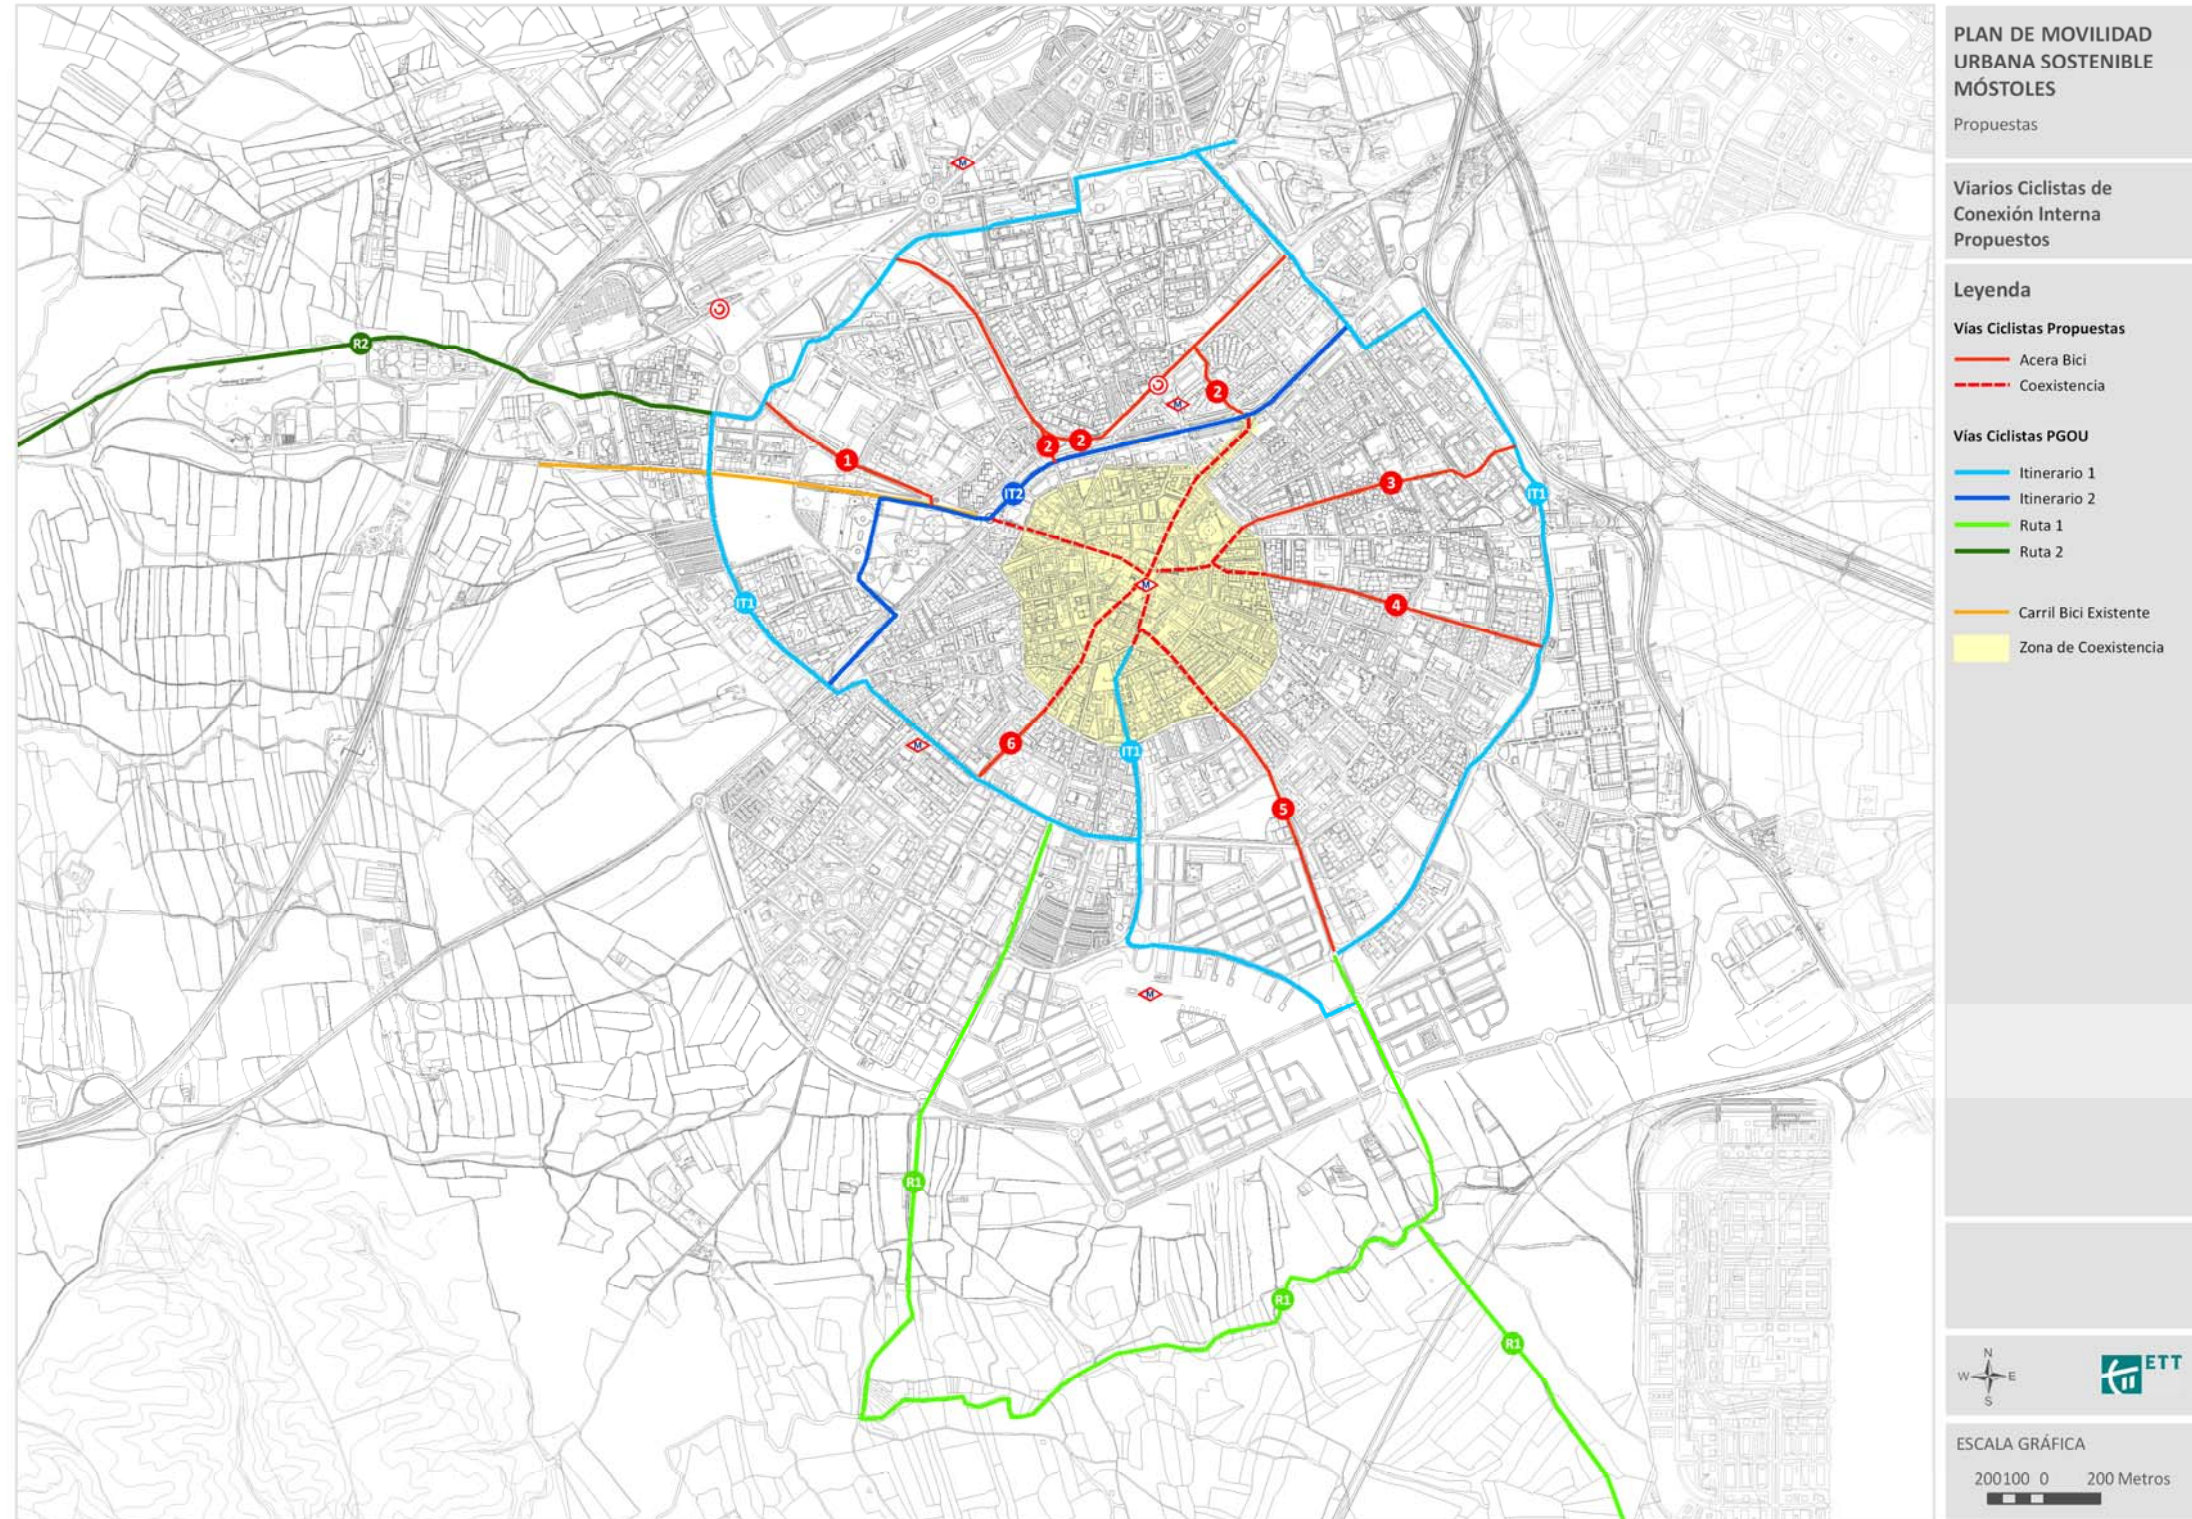 PLAN DE MOVILIDAD
URBANA SOSTENIBLE
MÓSTOLES
Propuestas
Viarios Ciclistas de
Conexión Interna
Propuestos
Leyenda
Vías Ciclistas Propuestas
Acera Bici
Coexistencia
Vías Ciclistas PGOU
Itinerario 1
Itinerario 2
Ruta 1
Ruta 2
Carril Bici Existente
Zona de Coexistencia
N
W E
S
ETT
ESCALA GRÁFICA
200100 0 200 Metros
M
R2
2
M
2
2
1
3
IT2
IT1
M
IT1
4
M
6
IT1
5
M
R1
R1
R1